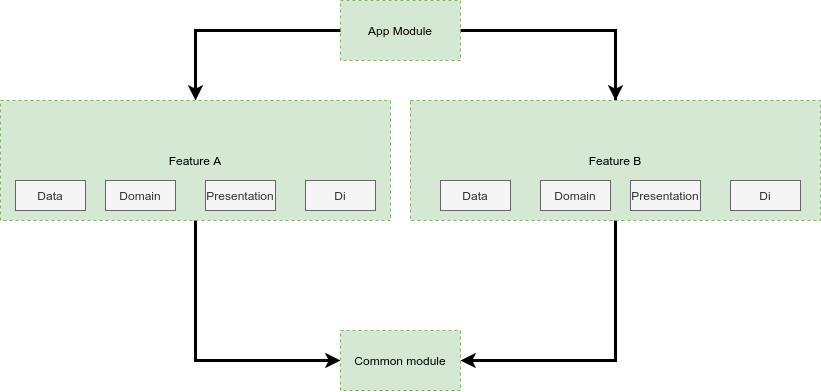 App Module
Feature A
Feature B
Data
Domain
Presentation
Di
Data
Domain
Presentation
Di
Common module